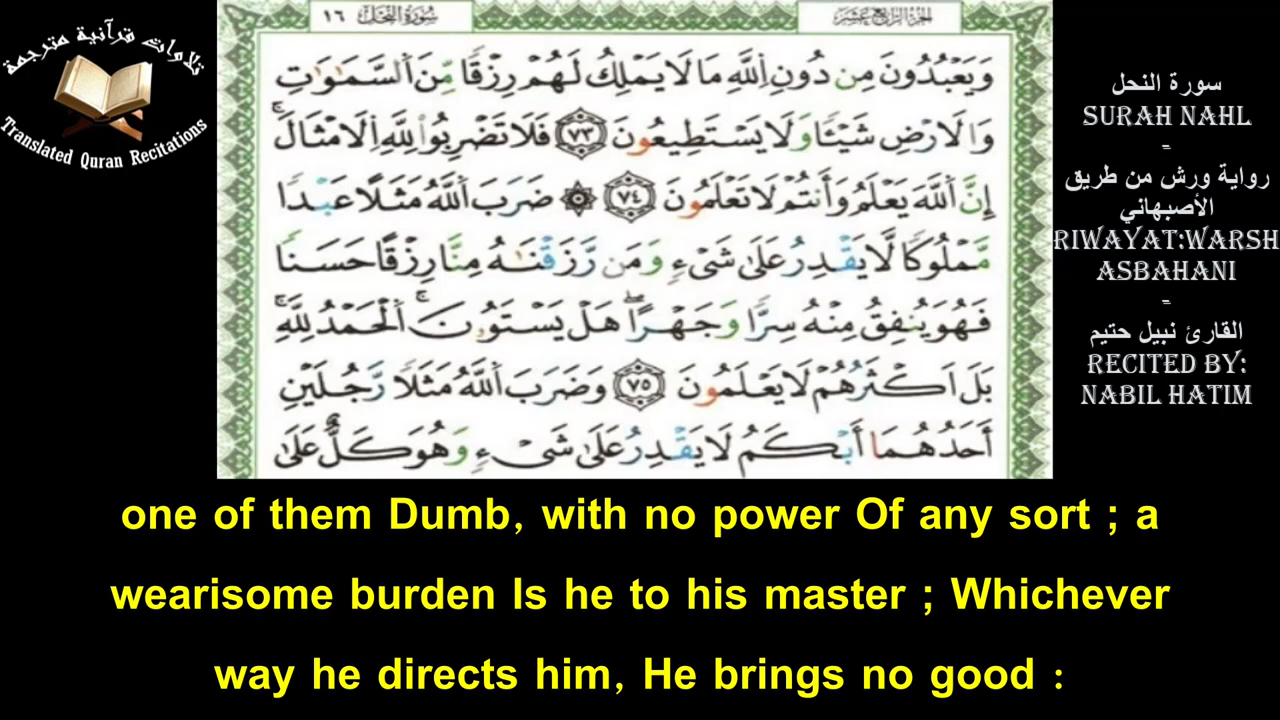 تلاوات قرآنية مترجمة
Translated Quran Recitations
سورة النحل ١٦
الجزء الرابع عشر
وَيَعْبُدُونَ مِن دُونِ اِ۬للَّهِ مَا لَا يَمْلِكُ لَهُمْ رِزْقٗا مِّنَ اَ۬لسَّمَٰوَٰتِ
وَالَارْضِ شَيْـٔٗا وَلَا يَسْتَطِيعُونَ ٧٣ فَلَا تَضْرِبُوا لِلَّهِ اِ۬لَامْثَالَ
إِنَّ اَ۬للَّهَ يَعْلَمُ وَأَنتُمْ لَا تَعْلَمُونَ ٧٤ ۞ ضَرَبَ اَ۬للَّهُ مَثَلًا عَبْدٗا
مَّمْلُوكٗا لَّا يَقْدِرُ عَلَىٰ شَيْءٖ وَمَن رَّزَقْنَٰهُ مِنَّا رِزْقًا حَسَنٗا
فَهُوَ يُنفِقُ مِنْهُ سِرّٗا وَجَهْرًا هَلْ يَسْتَوُۥنَ اَ۬لْحَمْدُ لِلَّهِ
بَلَ اَكْثَرُهُمْ لَا يَعْلَمُونَ ٧٥ وَضَرَبَ اَ۬للَّهُ مَثَلٗا رَّجُلَيْنِ
أَحَدُهُمَا أَبْكَمُ لَا يَقْدِرُ عَلَىٰ شَيْءٖ وَهُوَ كَلٌّ عَلَىٰ
سورة النحل
SURAH NAHL
-
رواية ورش من طريق
الأصبهاني
RIWAYAT:WARSH
ASBAHANI
-
القارئ نبيل حتيم
RECITED BY:
NABIL HATIM
one of them Dumb, with no power Of any sort ; a
wearisome burden Is he to his master ; Whichever
way he directs him, He brings no good :